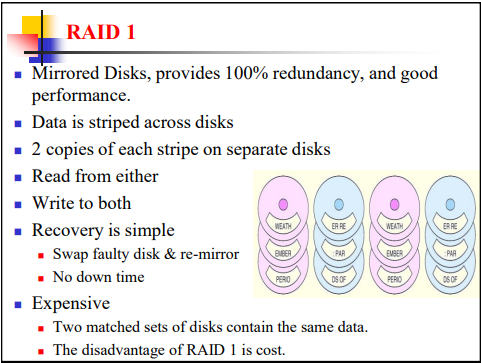 RAID 1
Mirrored Disks, provides 100% redundancy, and good
performance.
Data is striped across disks
2 copies of each stripe on separate disks
Read from either
Write to both
Recovery is simple
Swap faulty disk & re-mirror
No down time
Expensive
Two matched sets of disks contain the same data.
The disadvantage of RAID 1 is cost.
WEATH ER RE WEATH ER RE
EMBER : PAR EMBER : PAR
PERIO DS OF PERIO DS OF